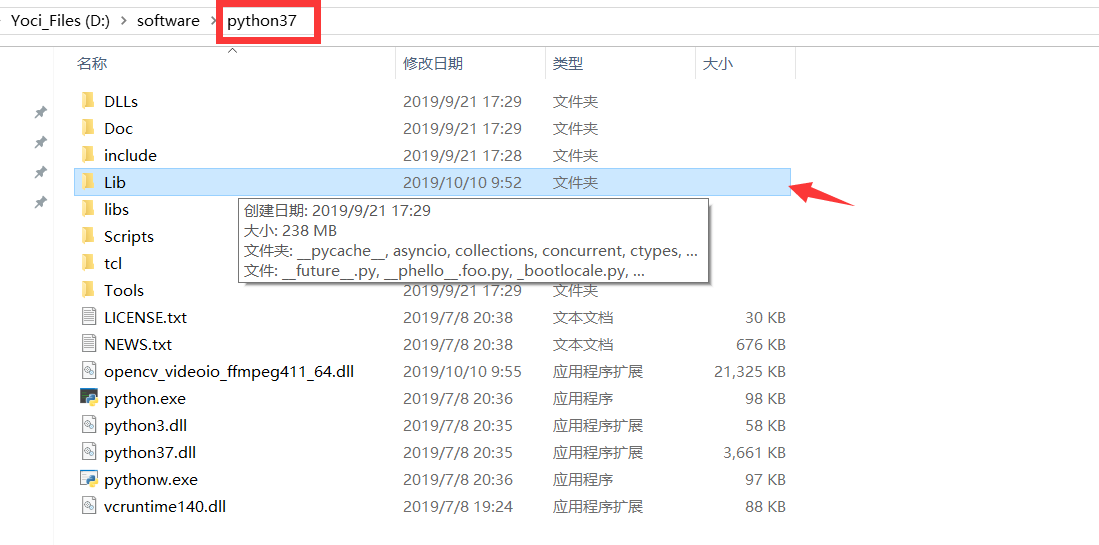 Yoci_Files (D:) > software > python37
名称 修改日期 类型 大小
DLLs 2019/9/21 17:29 文件夹
Doc 2019/9/21 17:29 文件夹
include 2019/9/21 17:28 文件夹
Lib 2019/10/10 9:52 文件夹
libs
创建日期: 2019/9/21 17:29
Scripts
大小: 238 MB
文件夹: __pycache__, asyncio, collections, concurrent, ctypes, ...
tcl
文件: __future__.py, __phello__.foo.py, _bootlocale.py, ...
Tools 2019/9/21 17:29 文件夹
LICENSE.txt 2019/7/8 20:38 文本文档 30 KB
NEWS.txt 2019/7/8 20:38 文本文档 676 KB
opencv_videoio_ffmpeg411_64.dll 2019/10/10 9:55 应用程序扩展 21,325 KB
python.exe 2019/7/8 20:36 应用程序 98 KB
python3.dll 2019/7/8 20:35 应用程序扩展 58 KB
python37.dll 2019/7/8 20:35 应用程序扩展 3,661 KB
pythonw.exe 2019/7/8 20:36 应用程序 97 KB
vcruntime140.dll 2019/7/8 19:24 应用程序扩展 88 KB